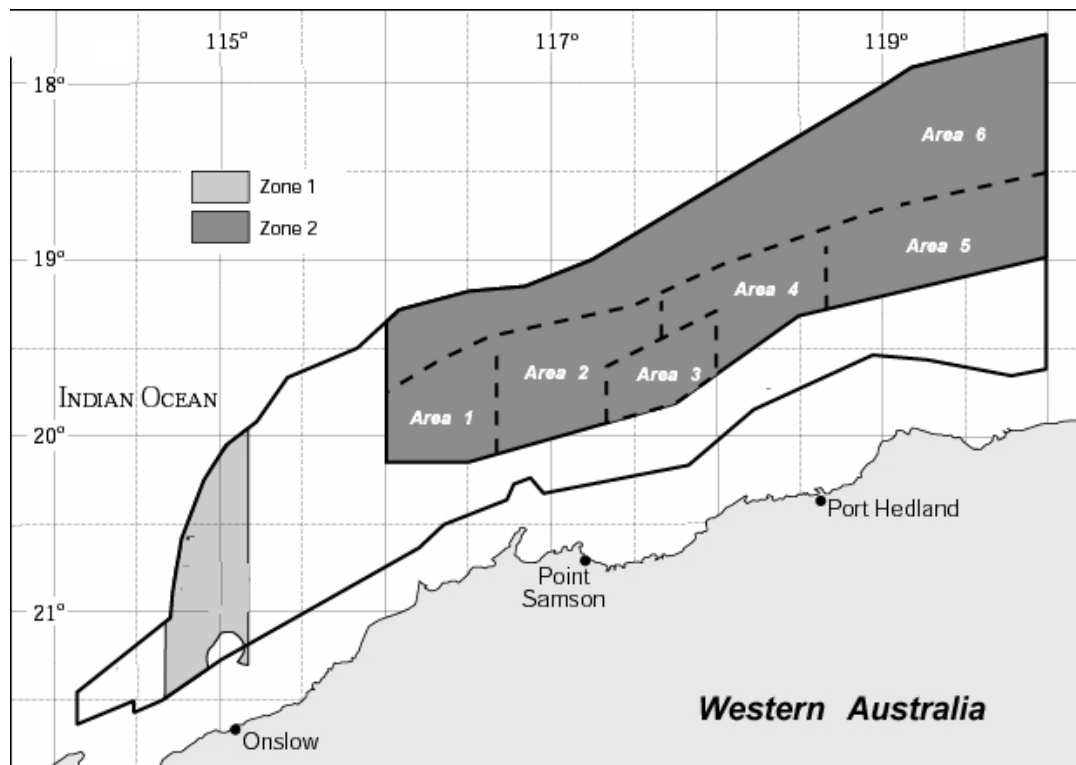 115° 117° 119°
18°
Area 6
Zone 1
Zone 2
19°
Area 5
Area 4
Area 2
Area 3
INDIAN OCEAN
Area 1
20°
Port Hedland
Point
Samson
21°
Western Australia
Onslow